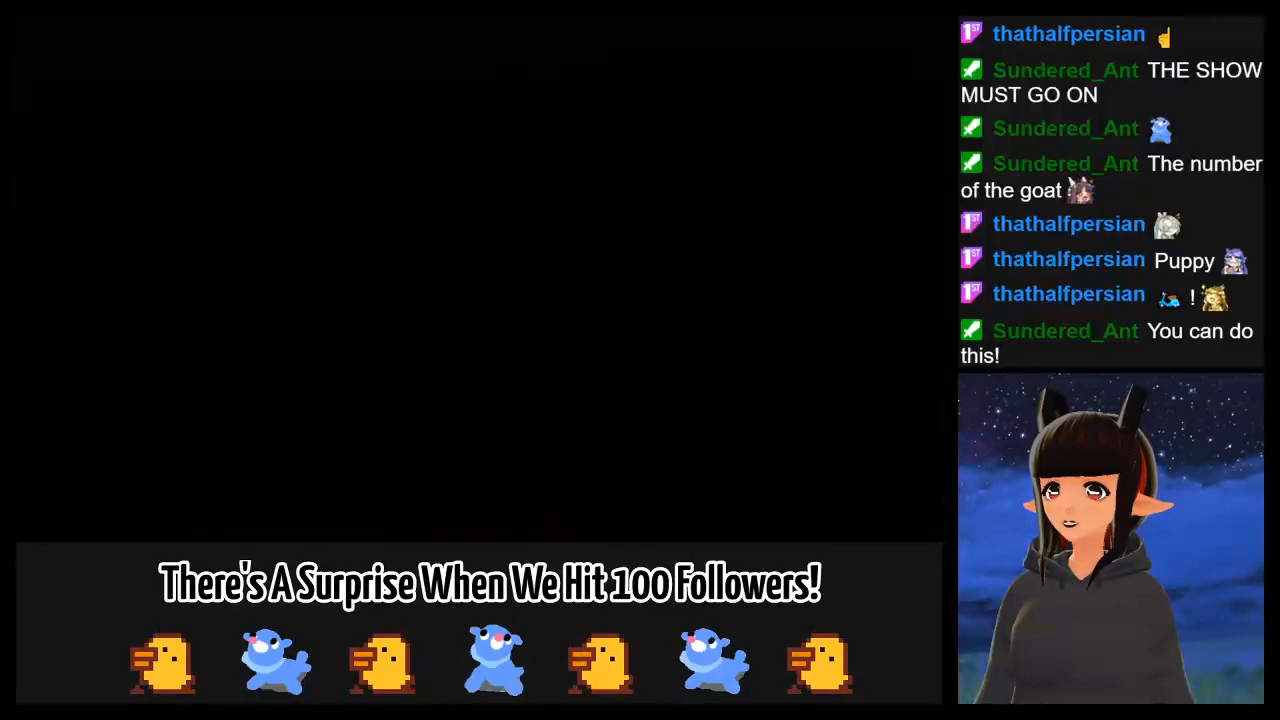 thathalfpersian
Sundered_Ant THE SHOW
MUST GO ON
Sundered_Ant
Sundered_Ant The number
of the goat
thathalfpersian
thathalfpersian Puppy
thathalfpersian !
Sundered_Ant You can do
this!
There's A Surprise When We Hit 100 Followers!